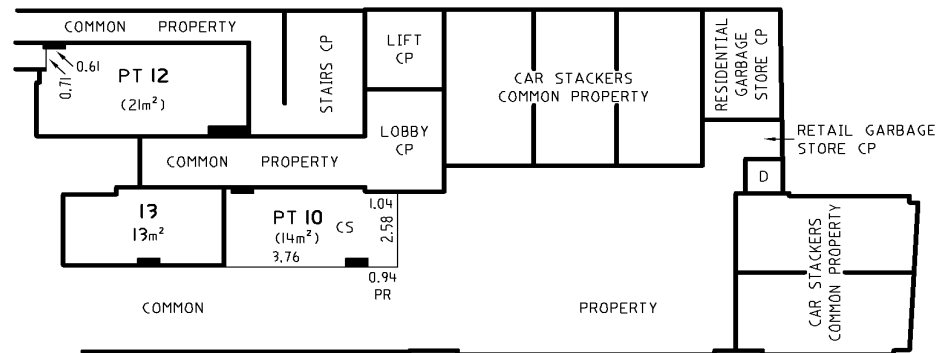 COMMON PROPERTY
0.61
0.71
PT 12
(21m²)
STAIRS CP
LIFT
CP
LOBBY
CP
CAR STACKERS
COMMON PROPERTY
RESIDENTIAL
GARBAGE
STORE CP
RETAIL GARBAGE
STORE CP
COMMON PROPERTY
D
13
13m²
PT 10
(14m²)
CS
3.76
1.04
2.58
0.94
PR
CAR STACKERS
COMMON PROPERTY
COMMON PROPERTY